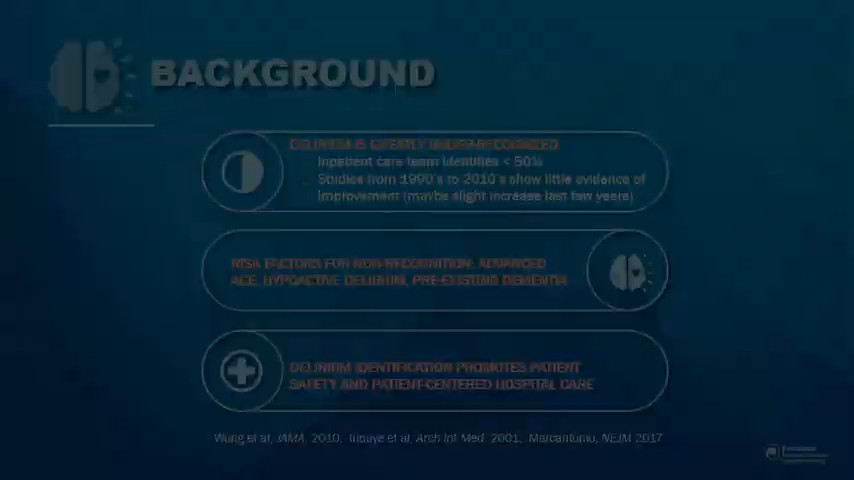 BACKGROUND
DELIRIUM IS GREATLY UNDER-RECOGNIZED
Inpatient care team identifies < 50%
Studies from 1990's to 2010's show little evidence of
improvement (maybe slight increase last few years)
RISK FACTORS FOR NON-RECOGNITION: ADVANCED
AGE, HYPOACTIVE DELIRIUM, PRE-EXISTING DEMENTIA
DELIRIUM IDENTIFICATION PROMOTES PATIENT
SAFETY AND PATIENT-CENTERED HOSPITAL CARE
et al, JAMA, 2010, Inouye et al, Arch Int Med, 2001, Marcantonio, NEJM 2017